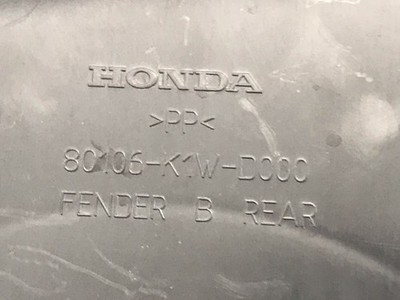 HONDA
>PP<
80106-K1W-D000
FENDER B REAR